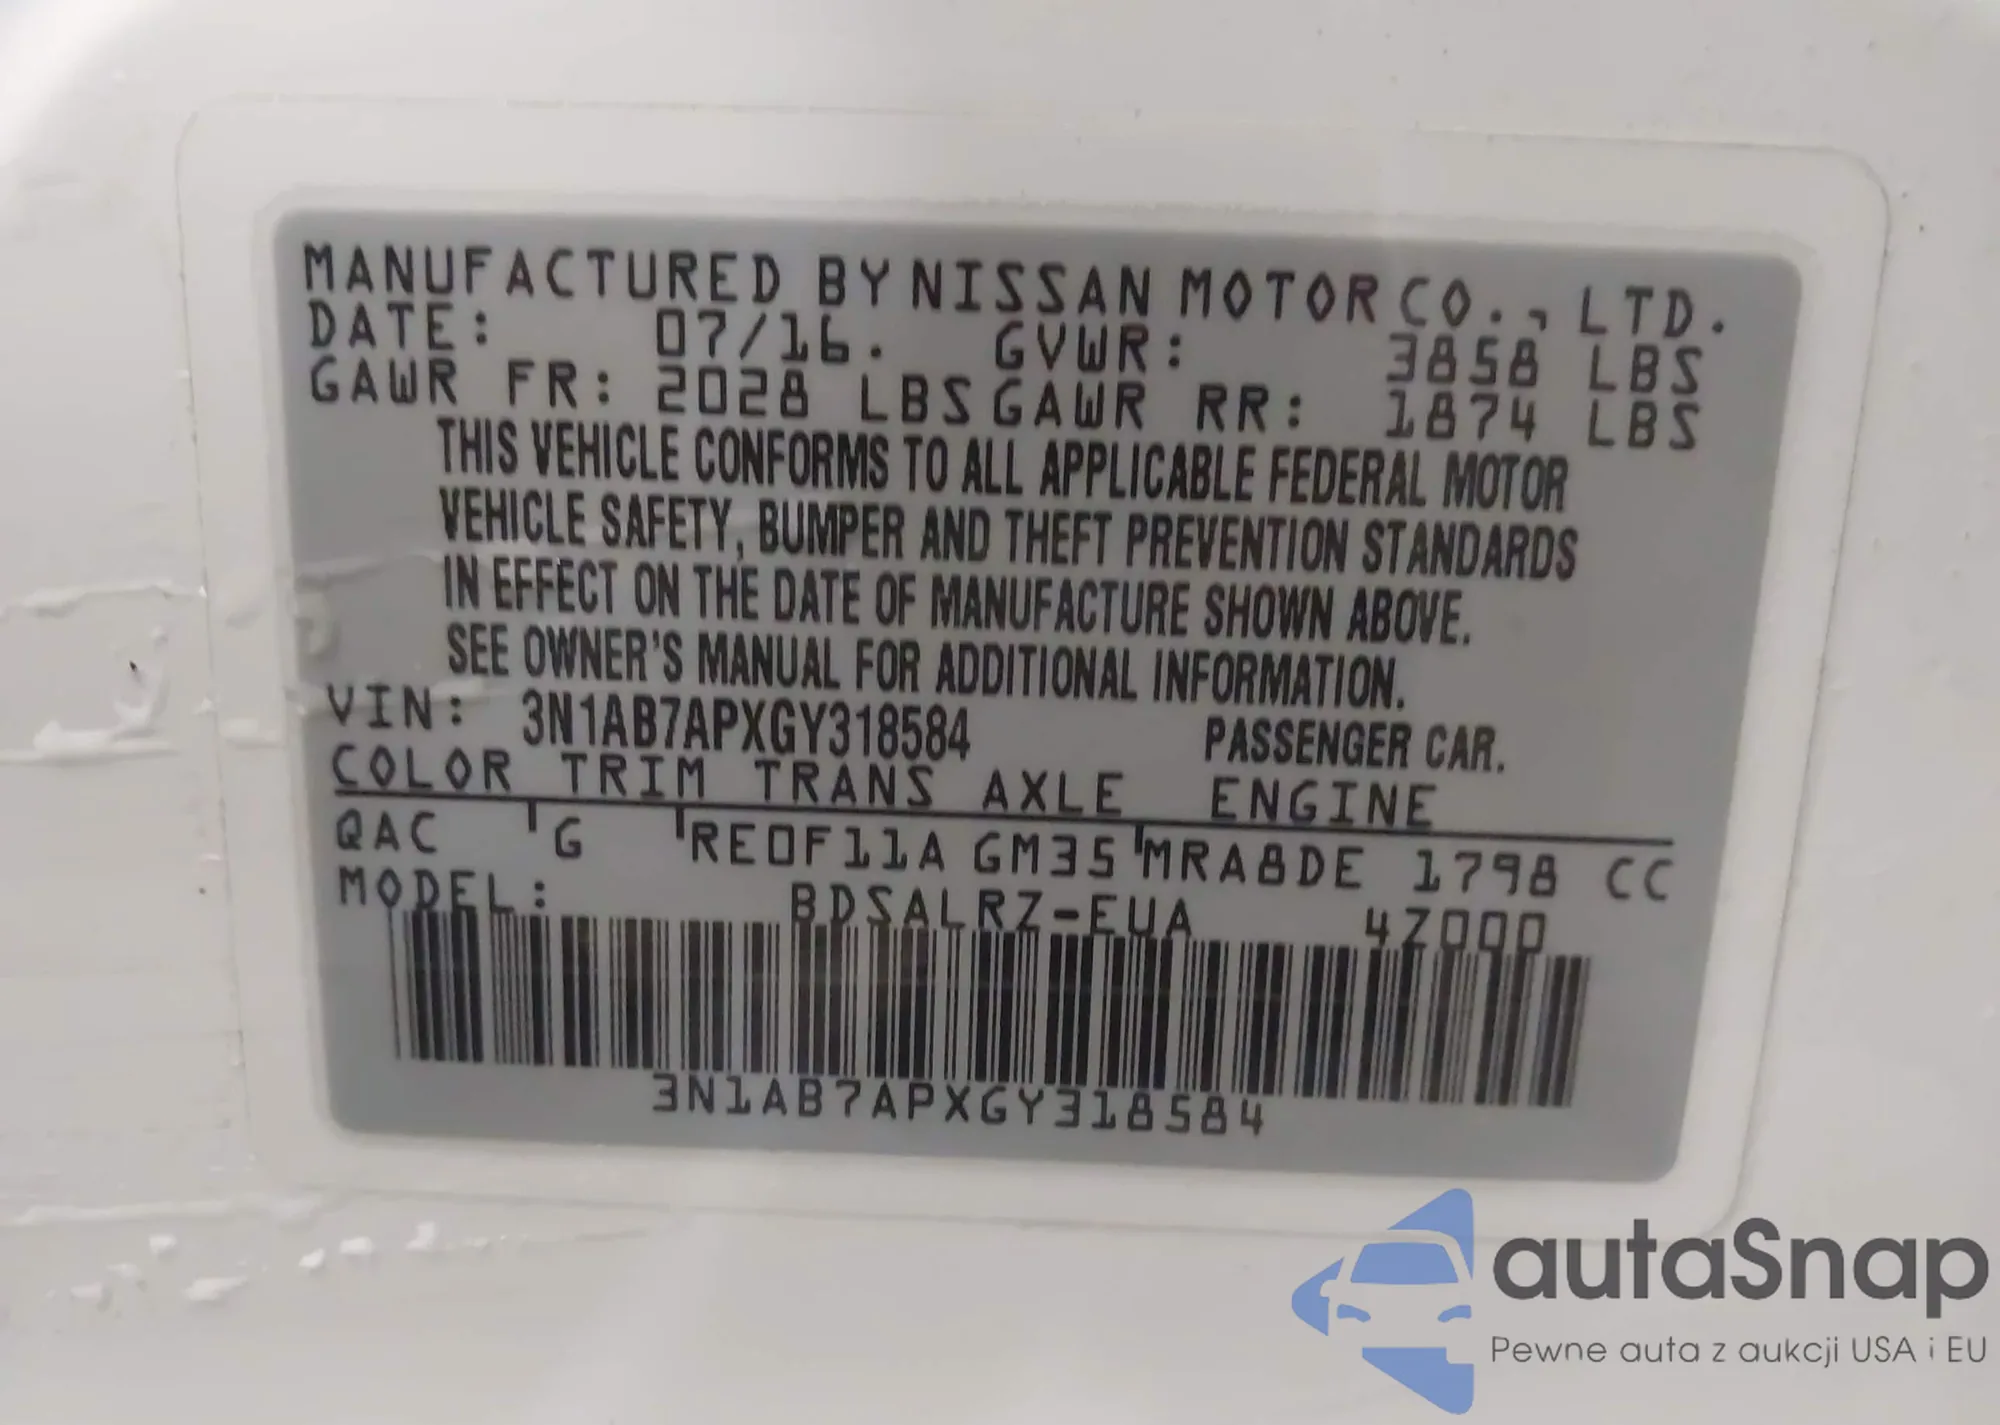 MANUFACTURED BY NISSAN MOTOR CO., LTD.
DATE: 07/16. GVWR: 3858 LBS
GAWR FR: 2028 LBS GAWR RR: 1874 LBS
THIS VEHICLE CONFORMS TO ALL APPLICABLE FEDERAL MOTOR
VEHICLE SAFETY, BUMPER AND THEFT PREVENTION STANDARDS
IN EFFECT ON THE DATE OF MANUFACTURE SHOWN ABOVE.
SEE OWNER'S MANUAL FOR ADDITIONAL INFORMATION.
VIN: 3N1AB7APXGY318584 PASSENGER CAR.
COLOR TRIM TRANS AXLE ENGINE
QAC G RE0F11A GM35 MRA8DE 1798 CC
MODEL: BDSALRZ-EUA 4Z000
3N1AB7APXGY318584
autaSnap
Pewne auta z aukcji USA i EU